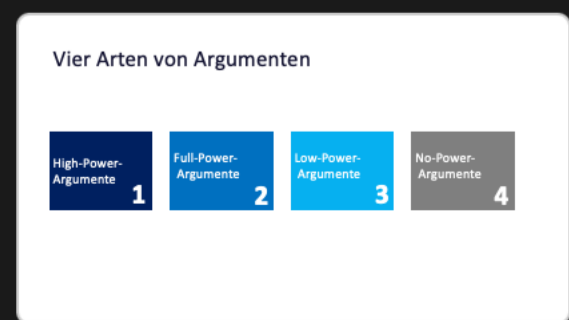 Vier Arten von Argumenten
High-Power-
Argumente
1
Full-Power-
Argumente
2
Low-Power-
Argumente
3
No-Power-
Argumente
4